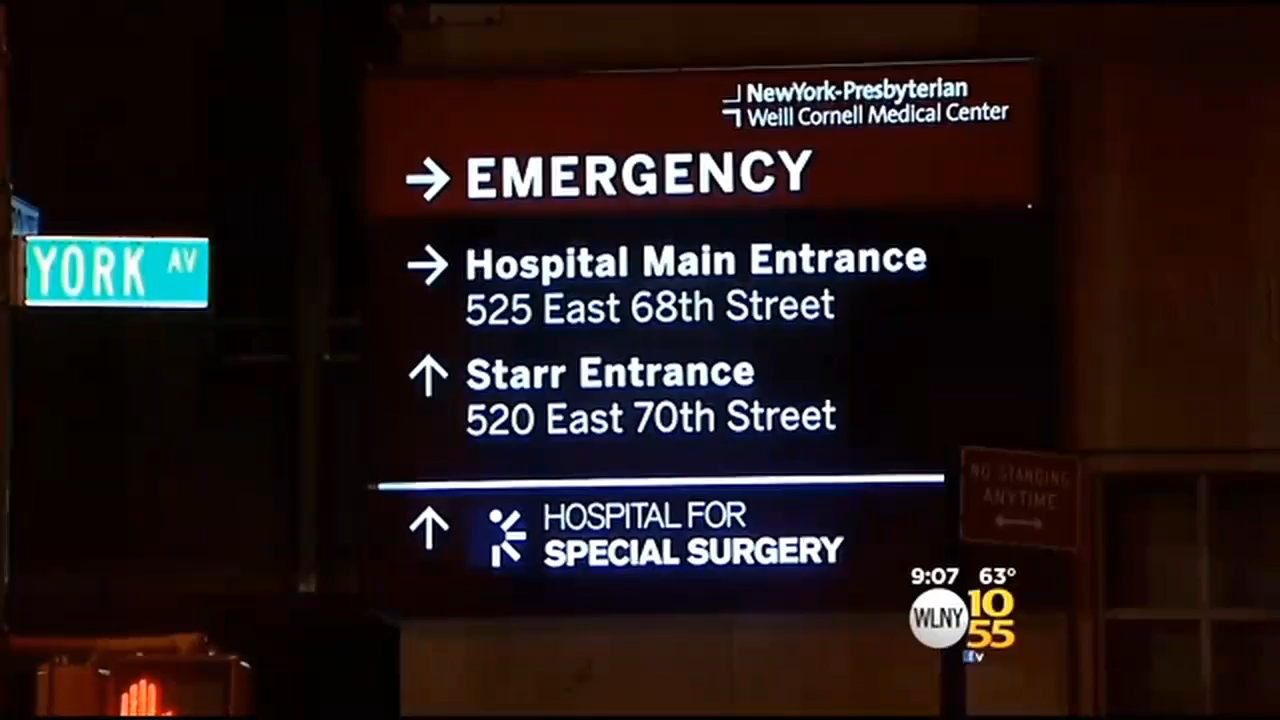 NewYork-Presbyterian
Weill Cornell Medical Center
→ EMERGENCY
YORK AV
→ Hospital Main Entrance
525 East 68th Street
↑ Starr Entrance
520 East 70th Street
↑ HOSPITAL FOR
SPECIAL SURGERY
NO STANDING
ANYTIME
9:07 63°
WLNY 10
55